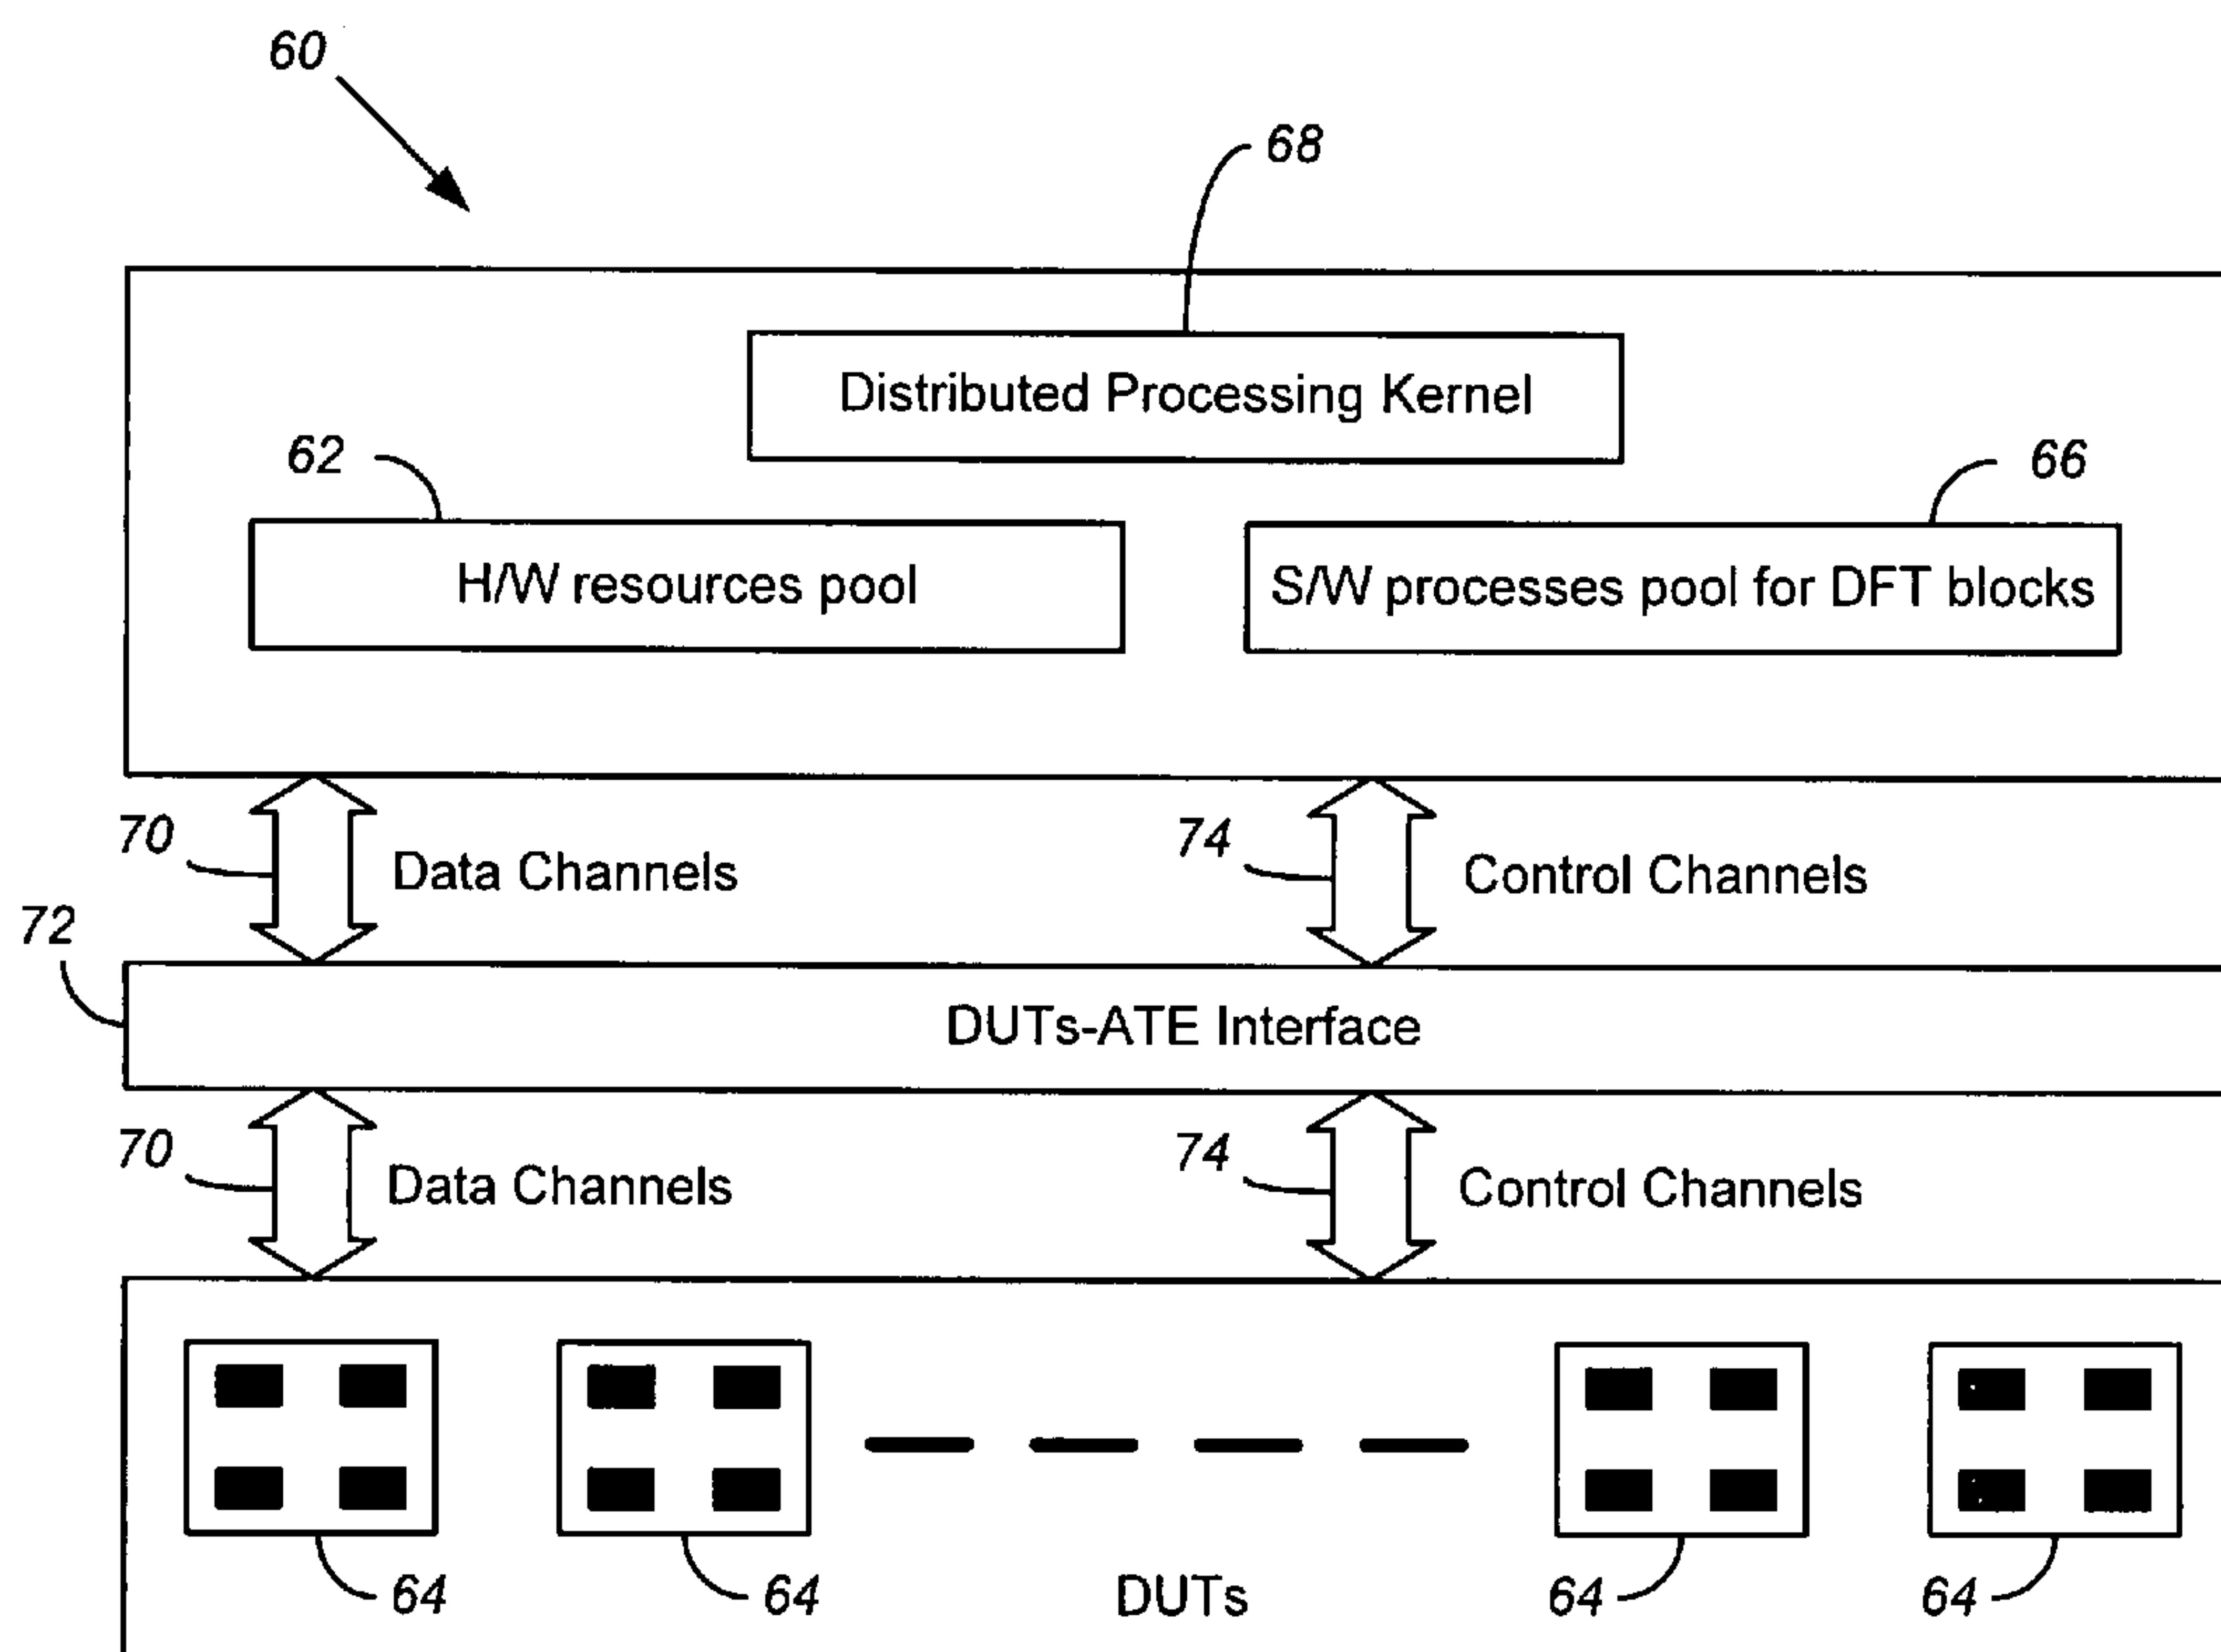 60
68
Distributed Processing Kernel
62
66
H/W resources pool
S/W processes pool for DFT blocks
70
Data Channels
74
Control Channels
72
DUTs-ATE Interface
70
Data Channels
74
Control Channels
64
64
DUTs
64
64